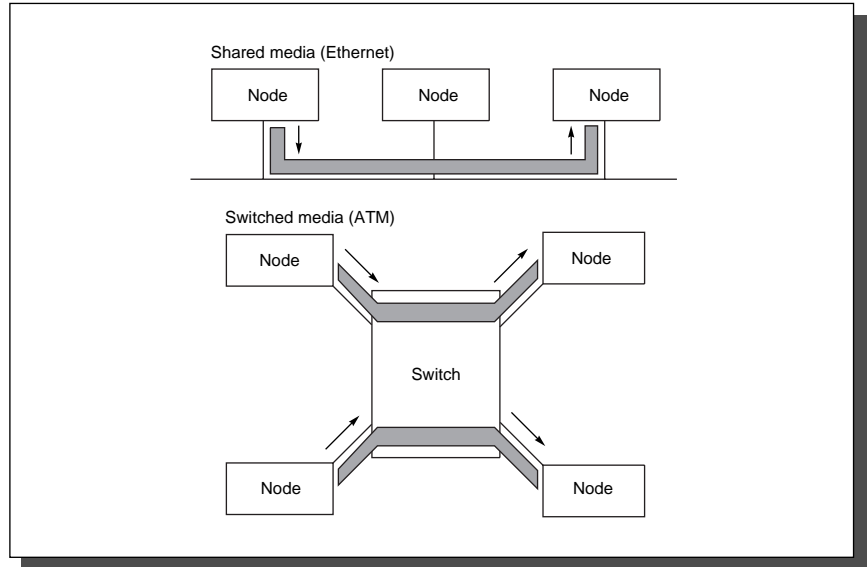 Shared media (Ethernet)
Node
Node
Node
Switched media (ATM)
Node
Node
Switch
Node
Node